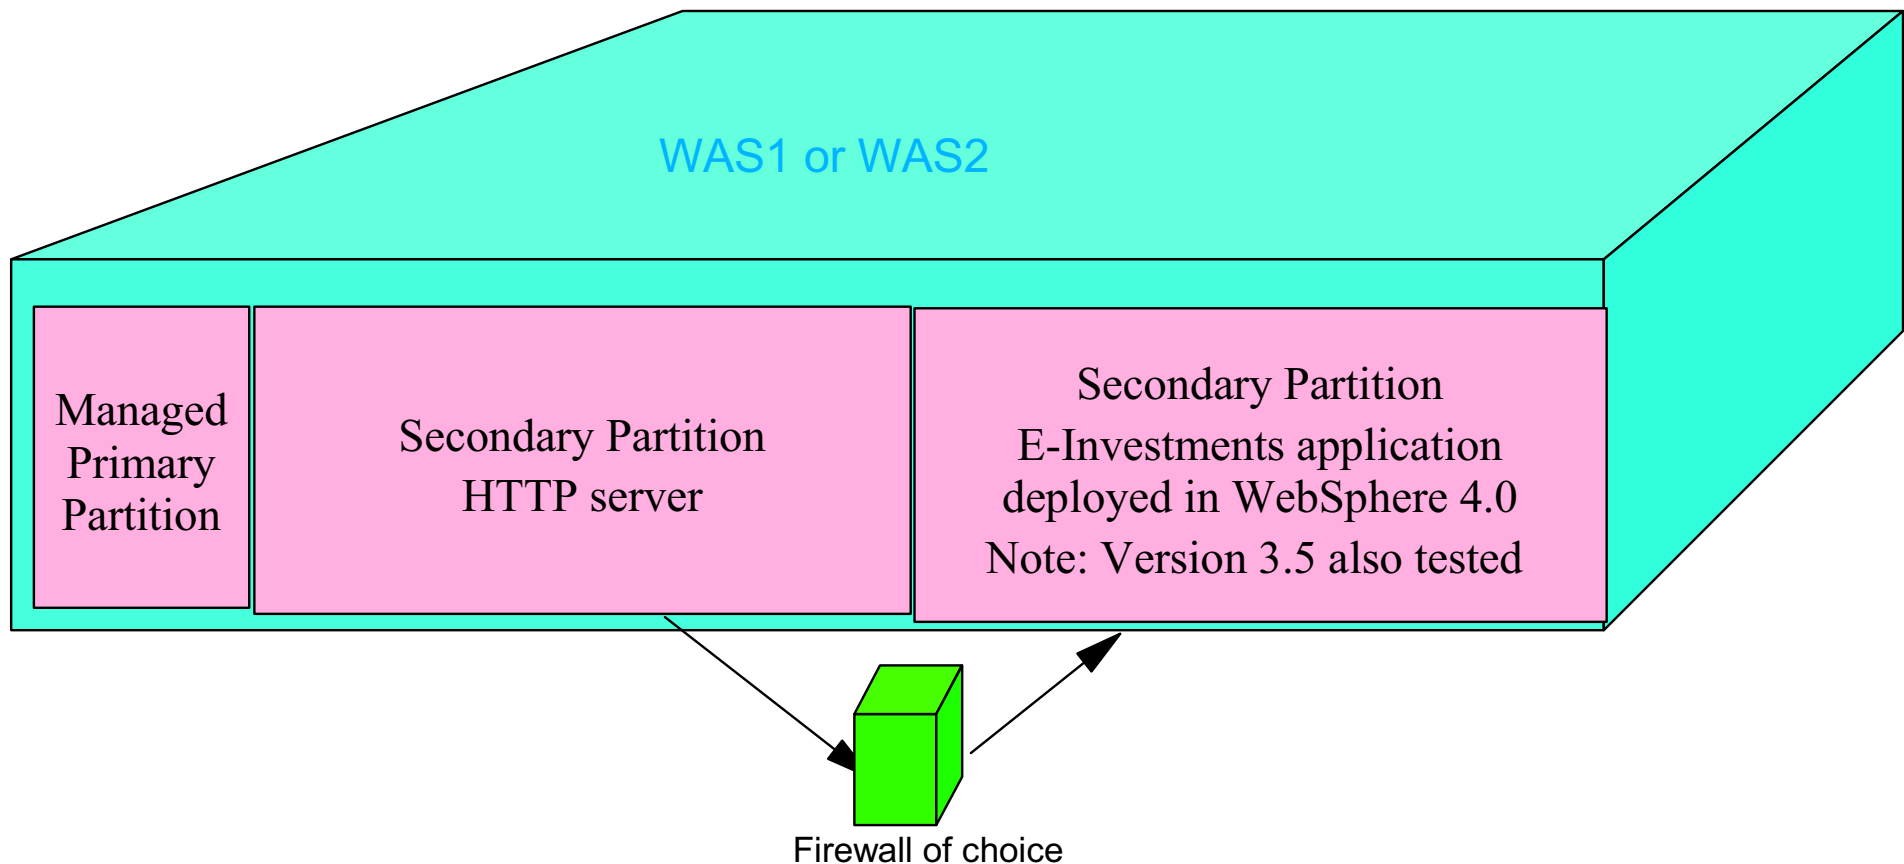 WAS1 or WAS2
Managed
Primary
Partition
Secondary Partition
HTTP server
Secondary Partition
E-Investments application
deployed in WebSphere 4.0
Note: Version 3.5 also tested
Firewall of choice